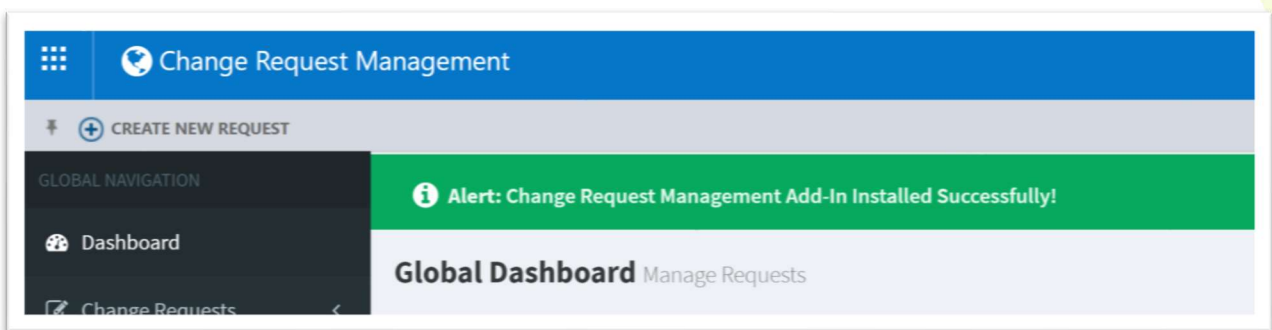 Change Request Management
CREATE NEW REQUEST
GLOBAL NAVIGATION
Alert: Change Request Management Add-In Installed Successfully!
Dashboard
Global Dashboard Manage Requests
Change Requests